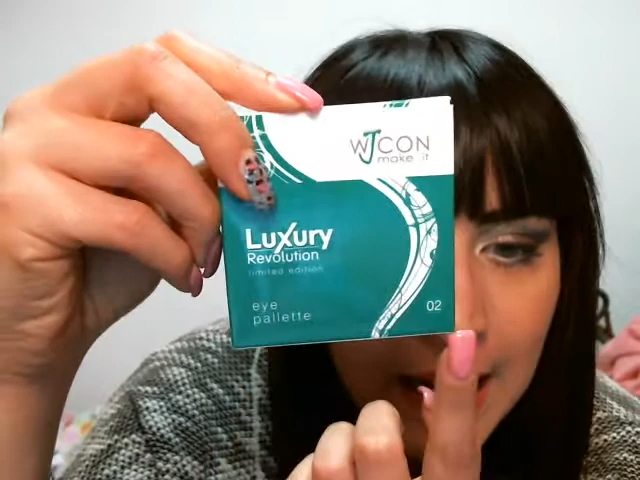 WJCON
make it
Luxury
Revolution
limited edition
eye
pallette
02